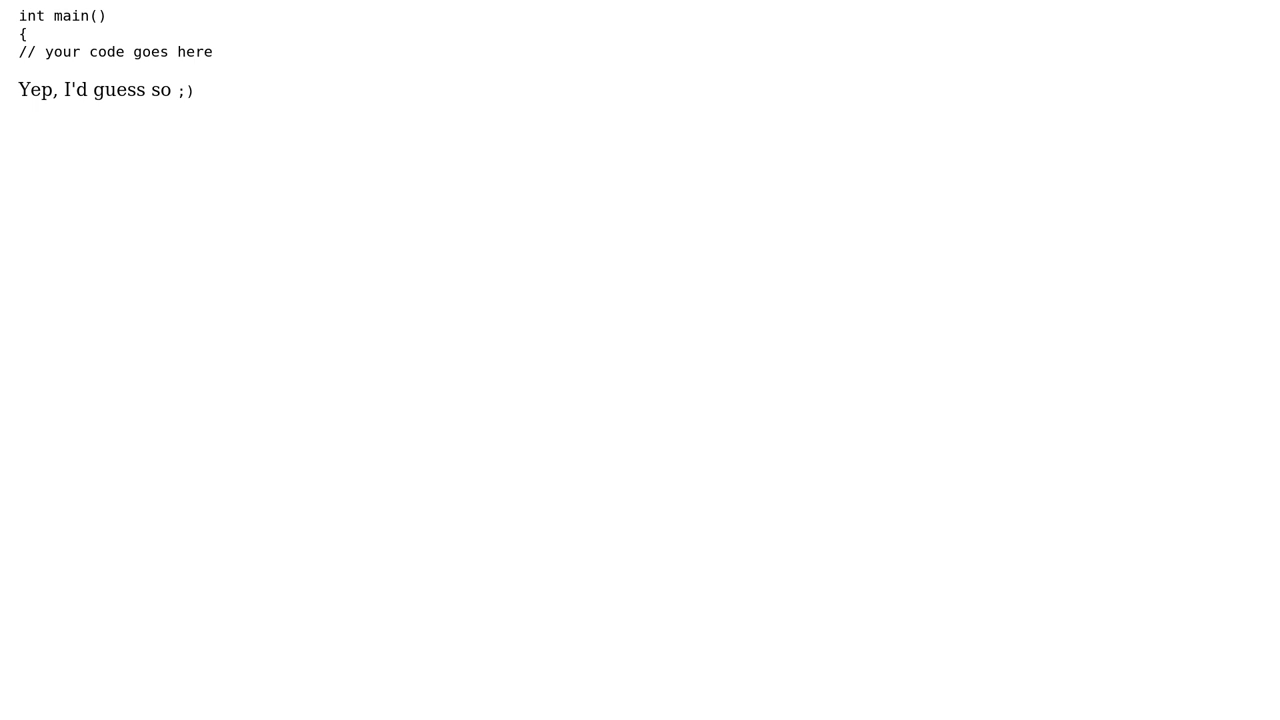 int main()
{
// your code goes here
Yep, I'd guess so ;)